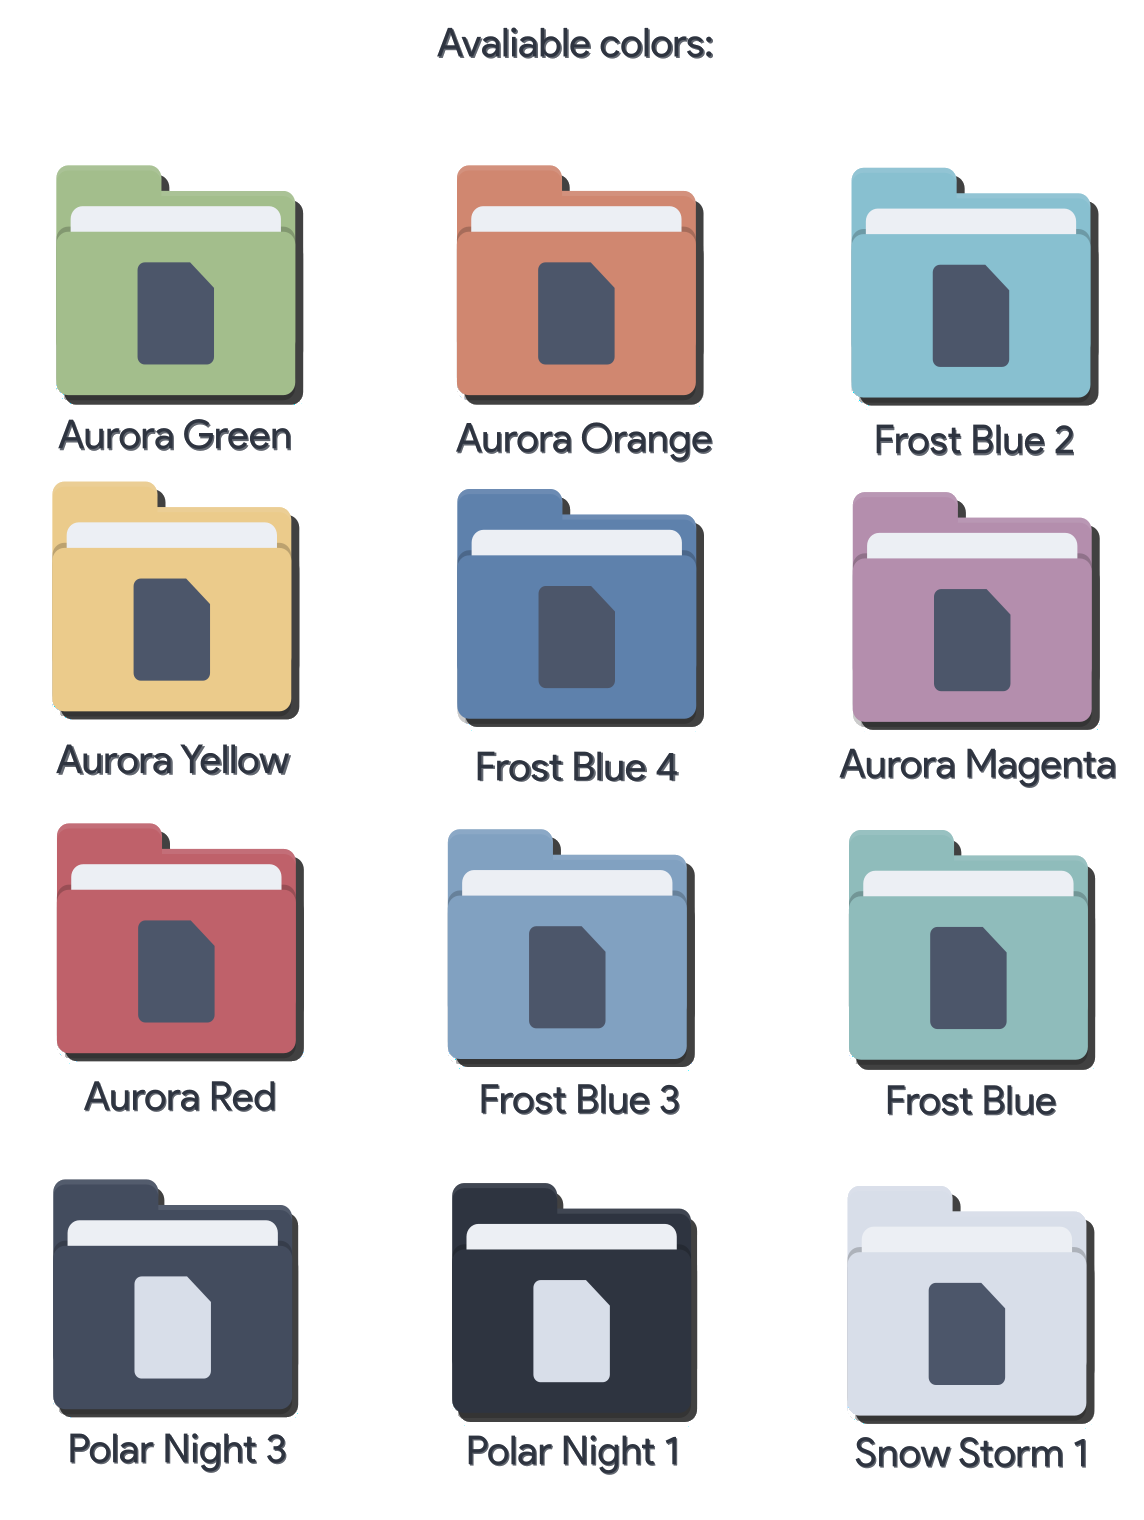 Avaliable colors:
Aurora Green
Aurora Orange
Frost Blue 2
Aurora Yellow
Frost Blue 4
Aurora Magenta
Aurora Red
Frost Blue 3
Frost Blue
Polar Night 3
Polar Night 1
Snow Storm 1